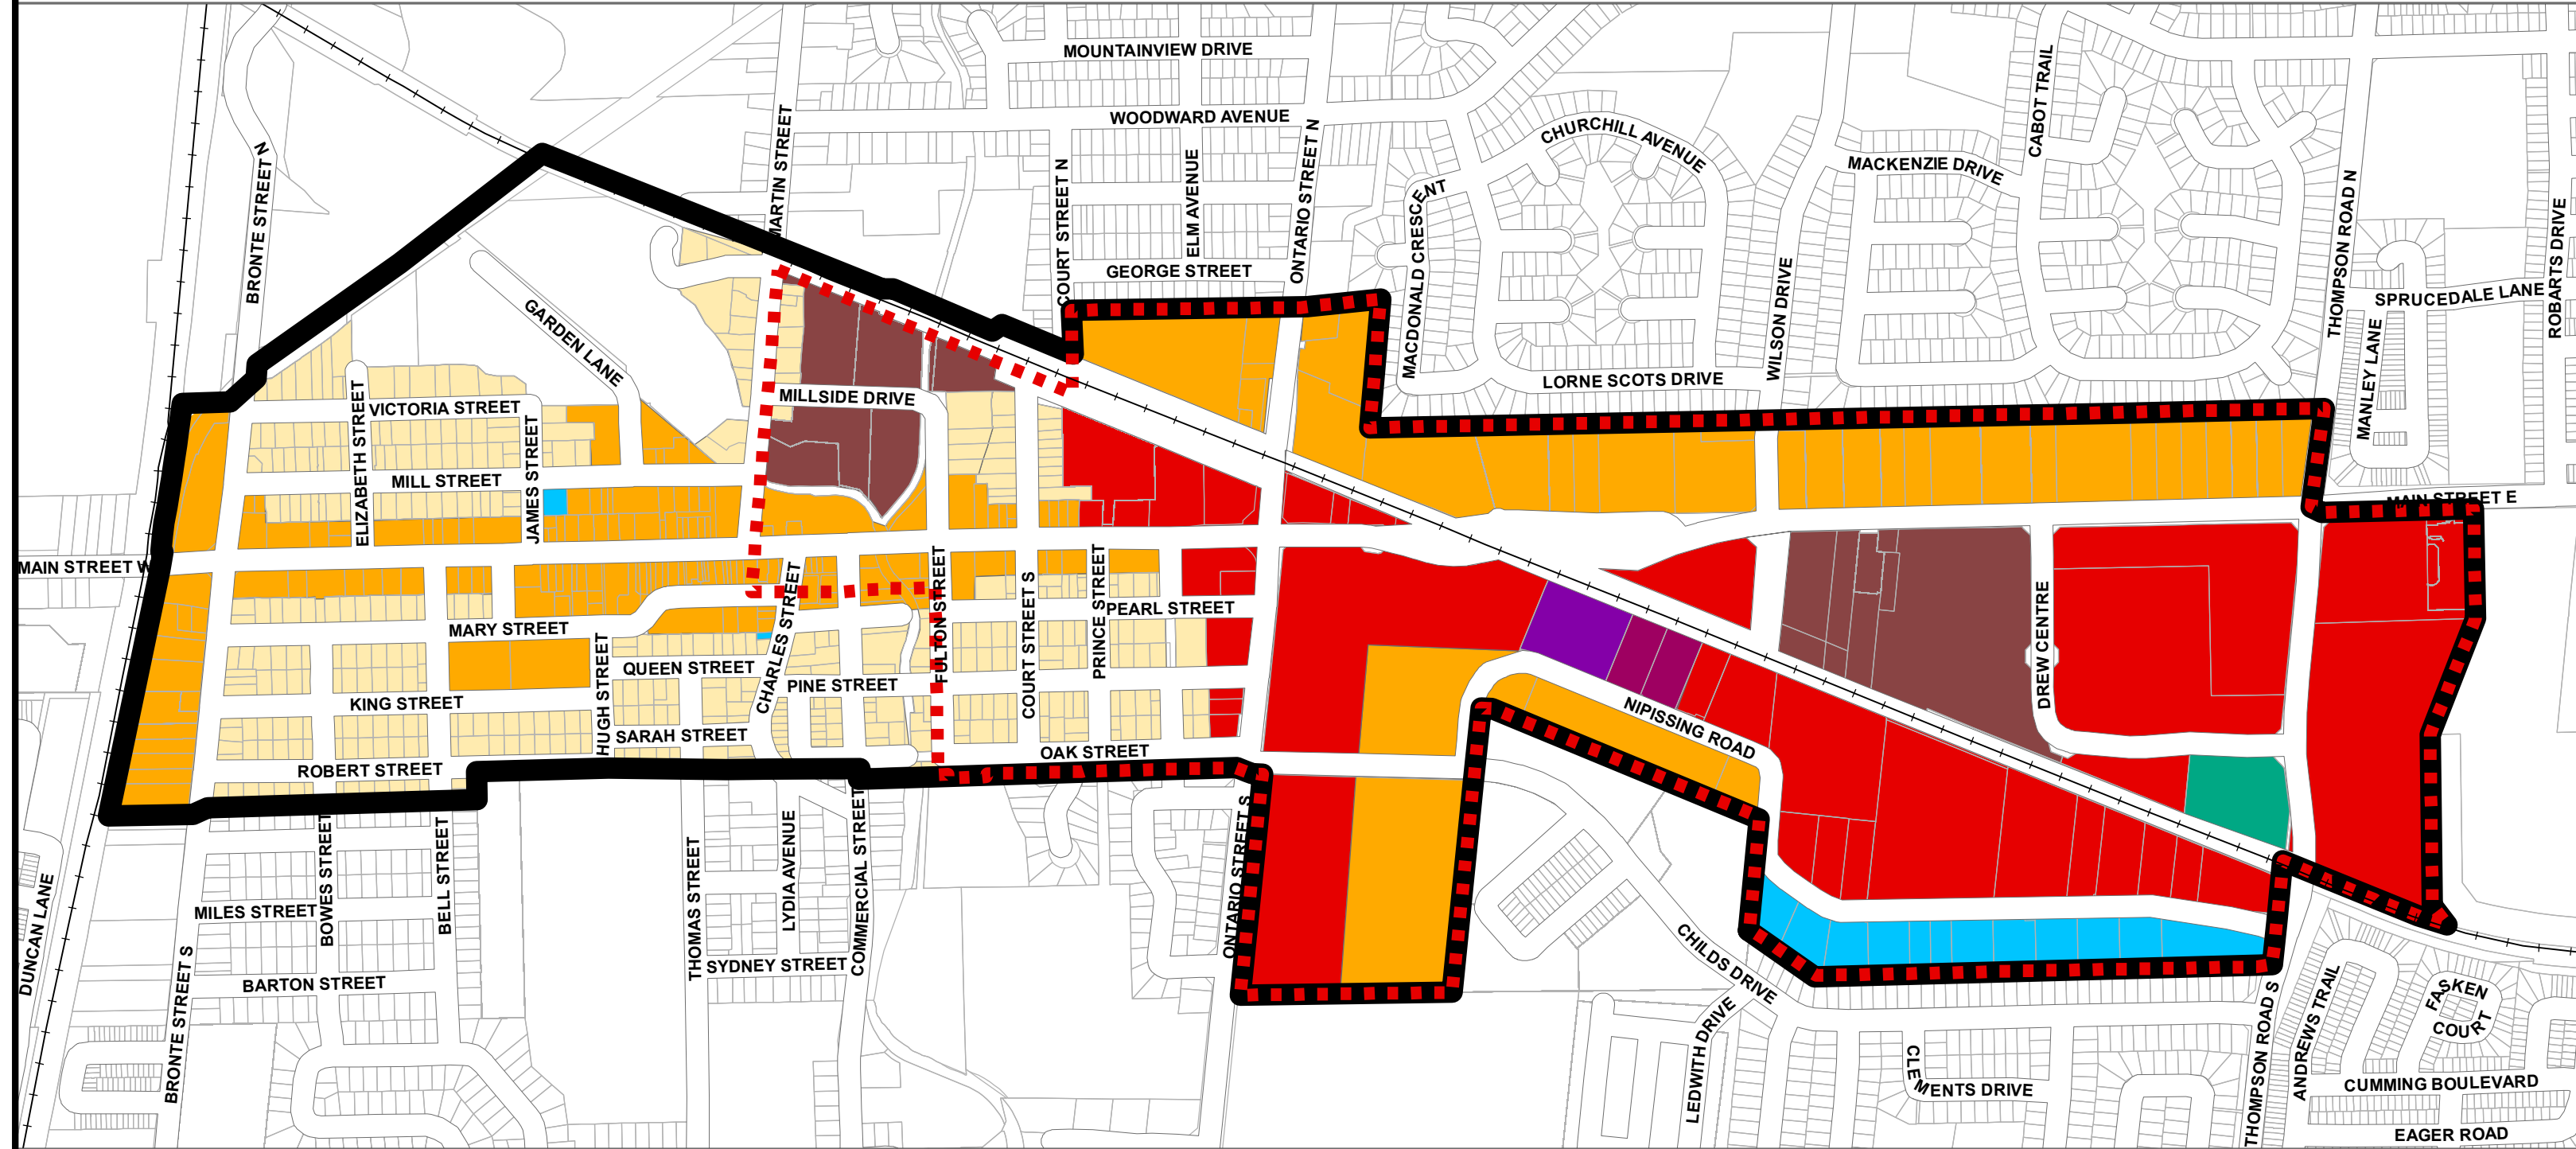 MOUNTAINVIEW DRIVE
WOODWARD AVENUE
CHURCHILL AVENUE
CABOT TRAIL
MACKENZIE DRIVE
BRONTE STREET N
MARTIN STREET
COURT STREET N
ELM AVENUE
ONTARIO STREET N
MACDONALD CRESCENT
WILSON DRIVE
THOMPSON ROAD N
ROBARTS DRIVE
GEORGE STREET
SPRUCEDALE LANE
MANLEY LANE
GARDEN LANE
LORNE SCOTS DRIVE
MILLSIDE DRIVE
VICTORIA STREET
ELIZABETH STREET
JAMES STREET
MILL STREET
MAIN STREET E
MAIN STREET W
CHARLES STREET
FULTON STREET
COURT STREET S
PRINCE STREET
PEARL STREET
MARY STREET
HUGH STREET
QUEEN STREET
PINE STREET
KING STREET
SARAH STREET
OAK STREET
ROBERT STREET
NIPISSING ROAD
DREW CENTRE
DUNCAN LANE
BRONTE STREET S
BOWES STREET
BELL STREET
MILES STREET
BARTON STREET
THOMAS STREET
LYDIA AVENUE
COMMERCIAL STREET
SYDNEY STREET
ONTARIO STREET S
CHILDS DRIVE
LEDWITH DRIVE
CLEMENTS DRIVE
THOMPSON ROAD S
ANDREWS TRAIL
FASKEN
COURT
CUMMING BOULEVARD
EAGER ROAD